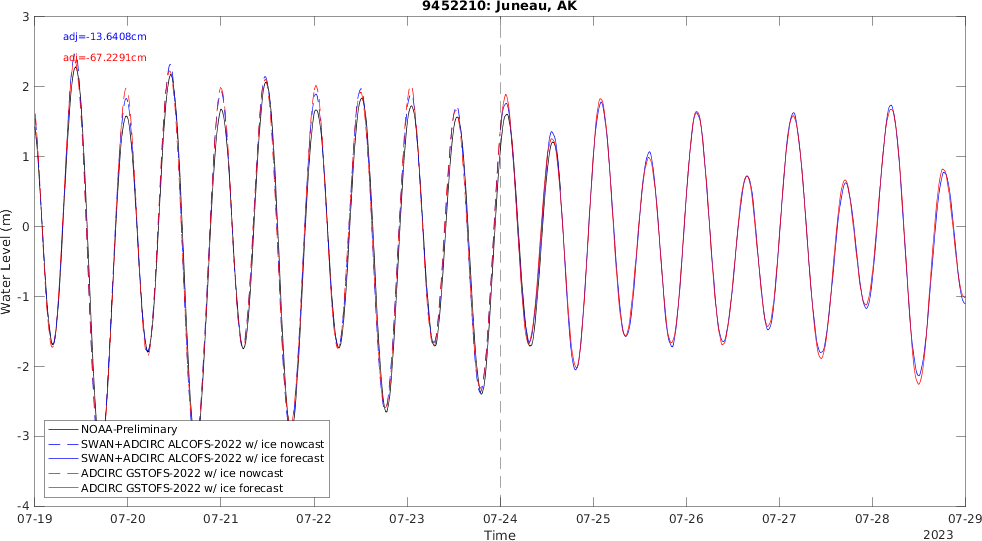 9452210: Juneau, AK
adj=-13.6408cm
adj=-67.2291cm
3
2
1
0
-1
-2
-3
-4
Water Level (m)
NOAA-Preliminary
SWAN+ADCIRC ALCOFS-2022 w/ ice nowcast
SWAN+ADCIRC ALCOFS-2022 w/ ice forecast
ADCIRC GSTOFS-2022 w/ ice nowcast
ADCIRC GSTOFS-2022 w/ ice forecast
07-19 07-20 07-21 07-22 07-23 07-24 07-25 07-26 07-27 07-28 07-29
Time
2023